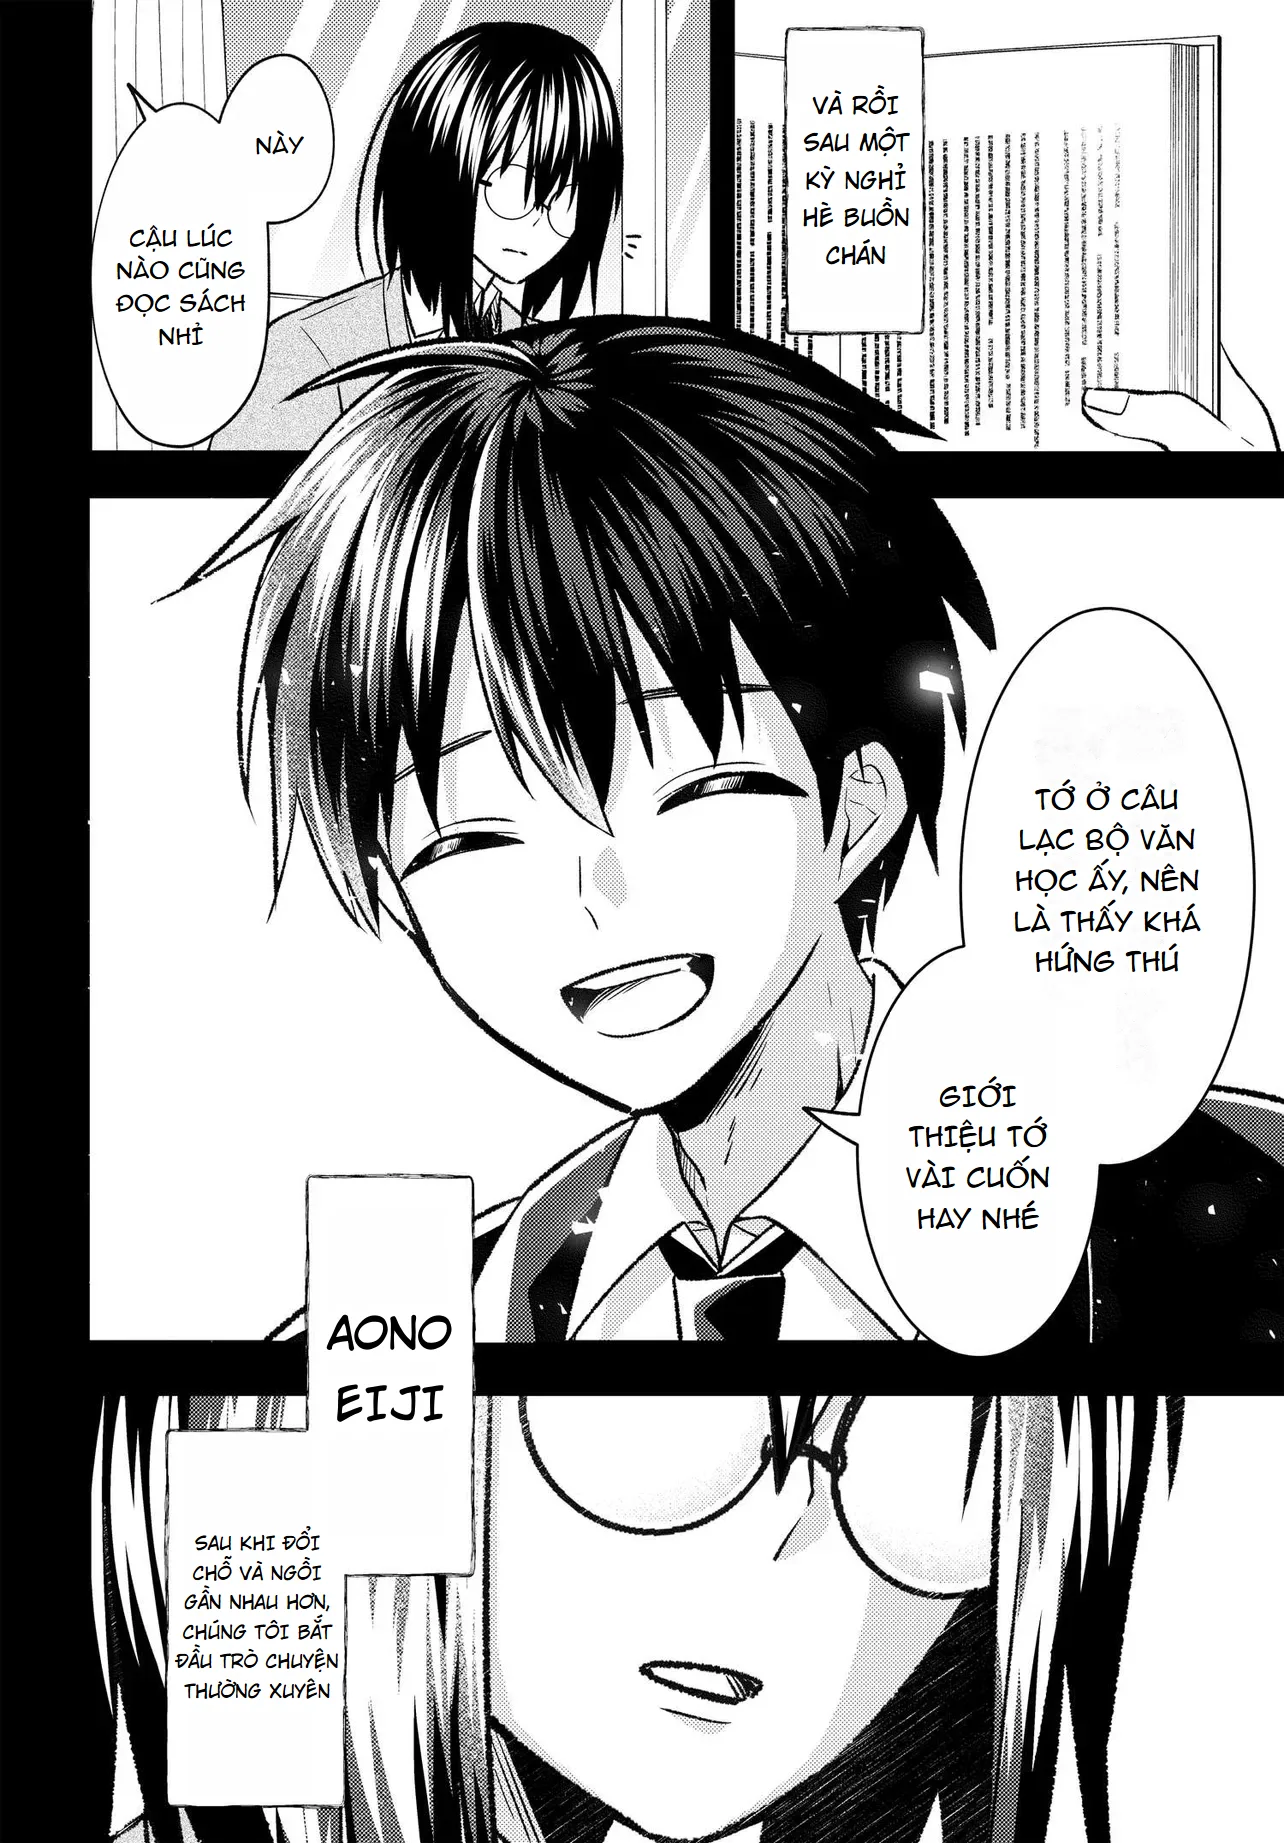 VÀ RỒI
SAU MỘT
KỲ NGHỈ
HÈ BUỒN
CHÁN
NÀY
CẬU LÚC
NÀO CŨNG
ĐỌC SÁCH
NHỈ
TỚ Ở CÂU
LẠC BỘ VĂN
HỌC ẤY, NÊN
LÀ THẤY KHÁ
HỨNG THÚ
GIỚI
THIỆU TỚ
VÀI CUỐN
HAY NHÉ
AONO
EIJI
SAU KHI ĐỔI
CHỖ VÀ NGỒI
GẦN NHAU HƠN,
CHÚNG TÔI BẮT
ĐẦU TRÒ CHUYỆN
THƯỜNG XUYÊN